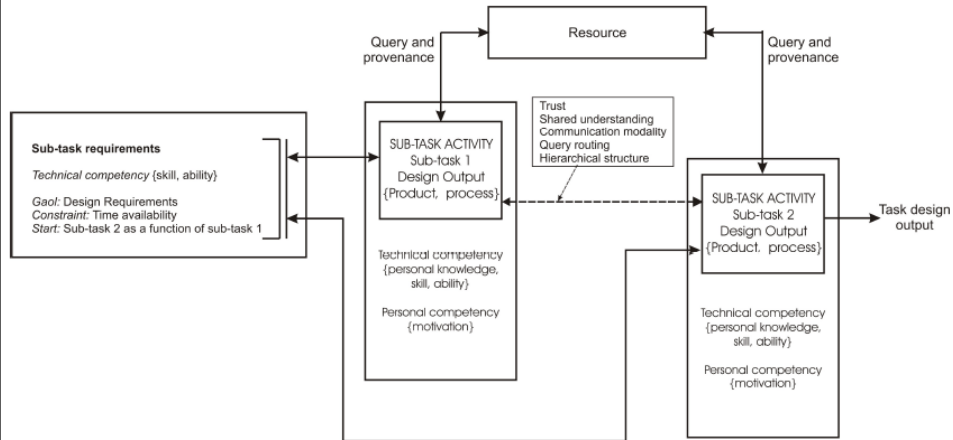 Resource
Query and
provenance
Query and
provenance
Sub-task requirements
Technical competency {skill, ability}
Gaol: Design Requirements
Constraint: Time availability
Start: Sub-task 2 as a function of sub-task 1
SUB-TASK ACTIVITY
Sub-task 1
Design Output
{Product, process}
Technical competency
{personal knowledge,
skill, ability}
Personal competency
{motivation}
Trust
Shared understanding
Communication modality
Query routing
Hierarchical structure
SUB-TASK ACTIVITY
Sub-task 2
Design Output
{Product, process}
Technical competency
{personal knowledge,
skill, ability}
Personal competency
{motivation}
Task design
output